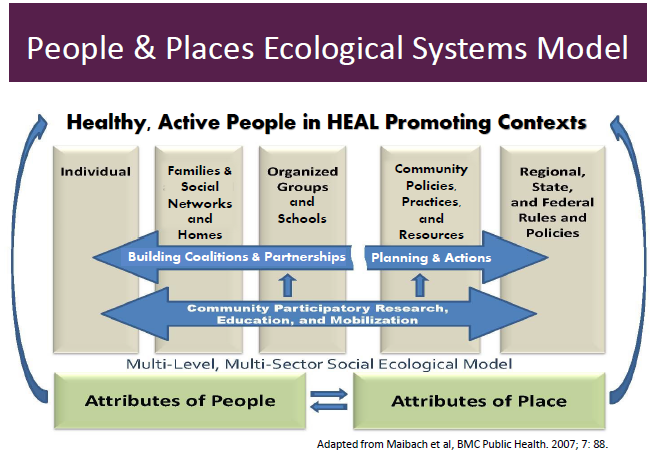 People & Places Ecological Systems Model
Healthy, Active People in HEAL Promoting Contexts
Individual
Families &
Social
Networks
and
Homes
Organized
Groups
and
Schools
Community
Policies,
Practices,
and
Resources
Regional,
State,
and Federal
Rules and
Policies
Building Coalitions & Partnerships
Planning & Actions
Community Participatory Research,
Education, and Mobilization
Multi-Level, Multi-Sector Social Ecological Model
Attributes of People
Attributes of Place
Adapted from Maibach et al, BMC Public Health. 2007; 7: 88.